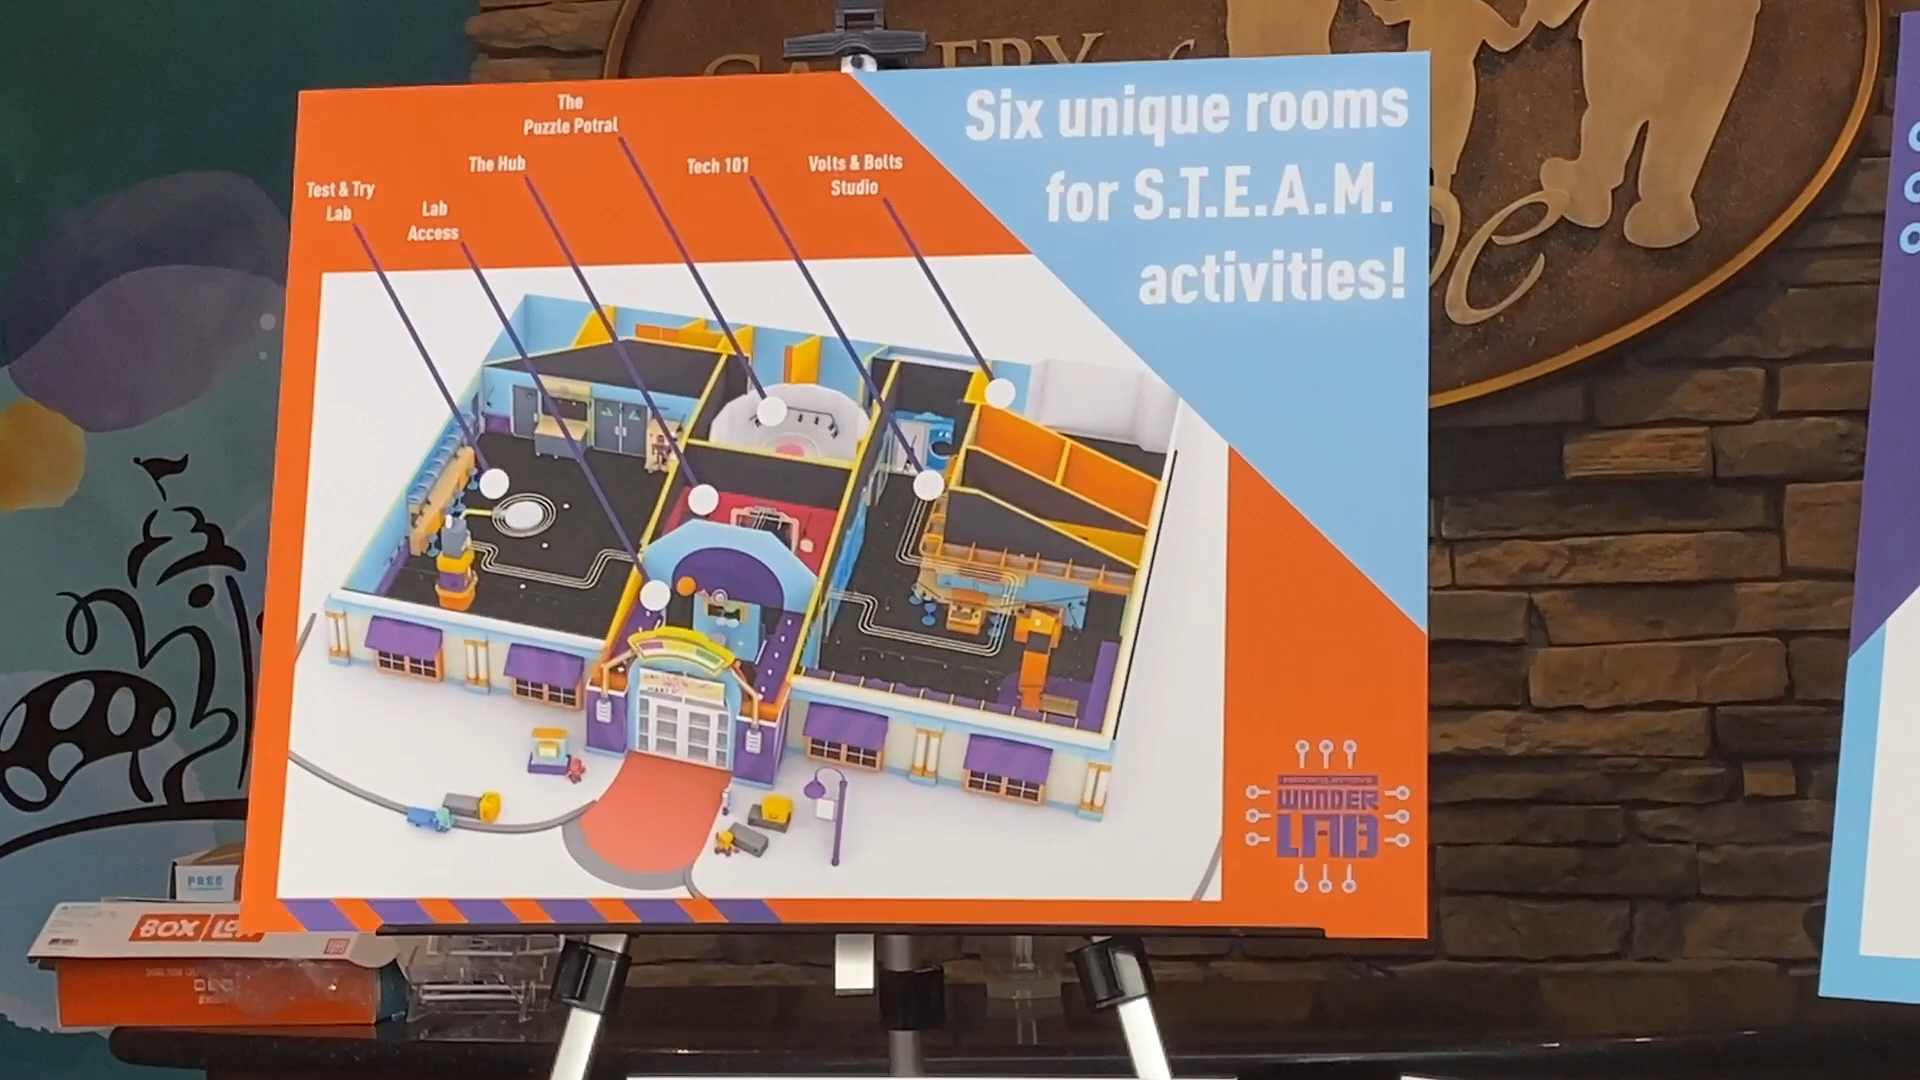 Six unique rooms
for S.T.E.A.M.
activities!
The
Puzzle Potral
The Hub
Tech 101
Volts & Bolts
Studio
Test & Try
Lab
Lab
Access
WONDER
LAB
FREE
BOX